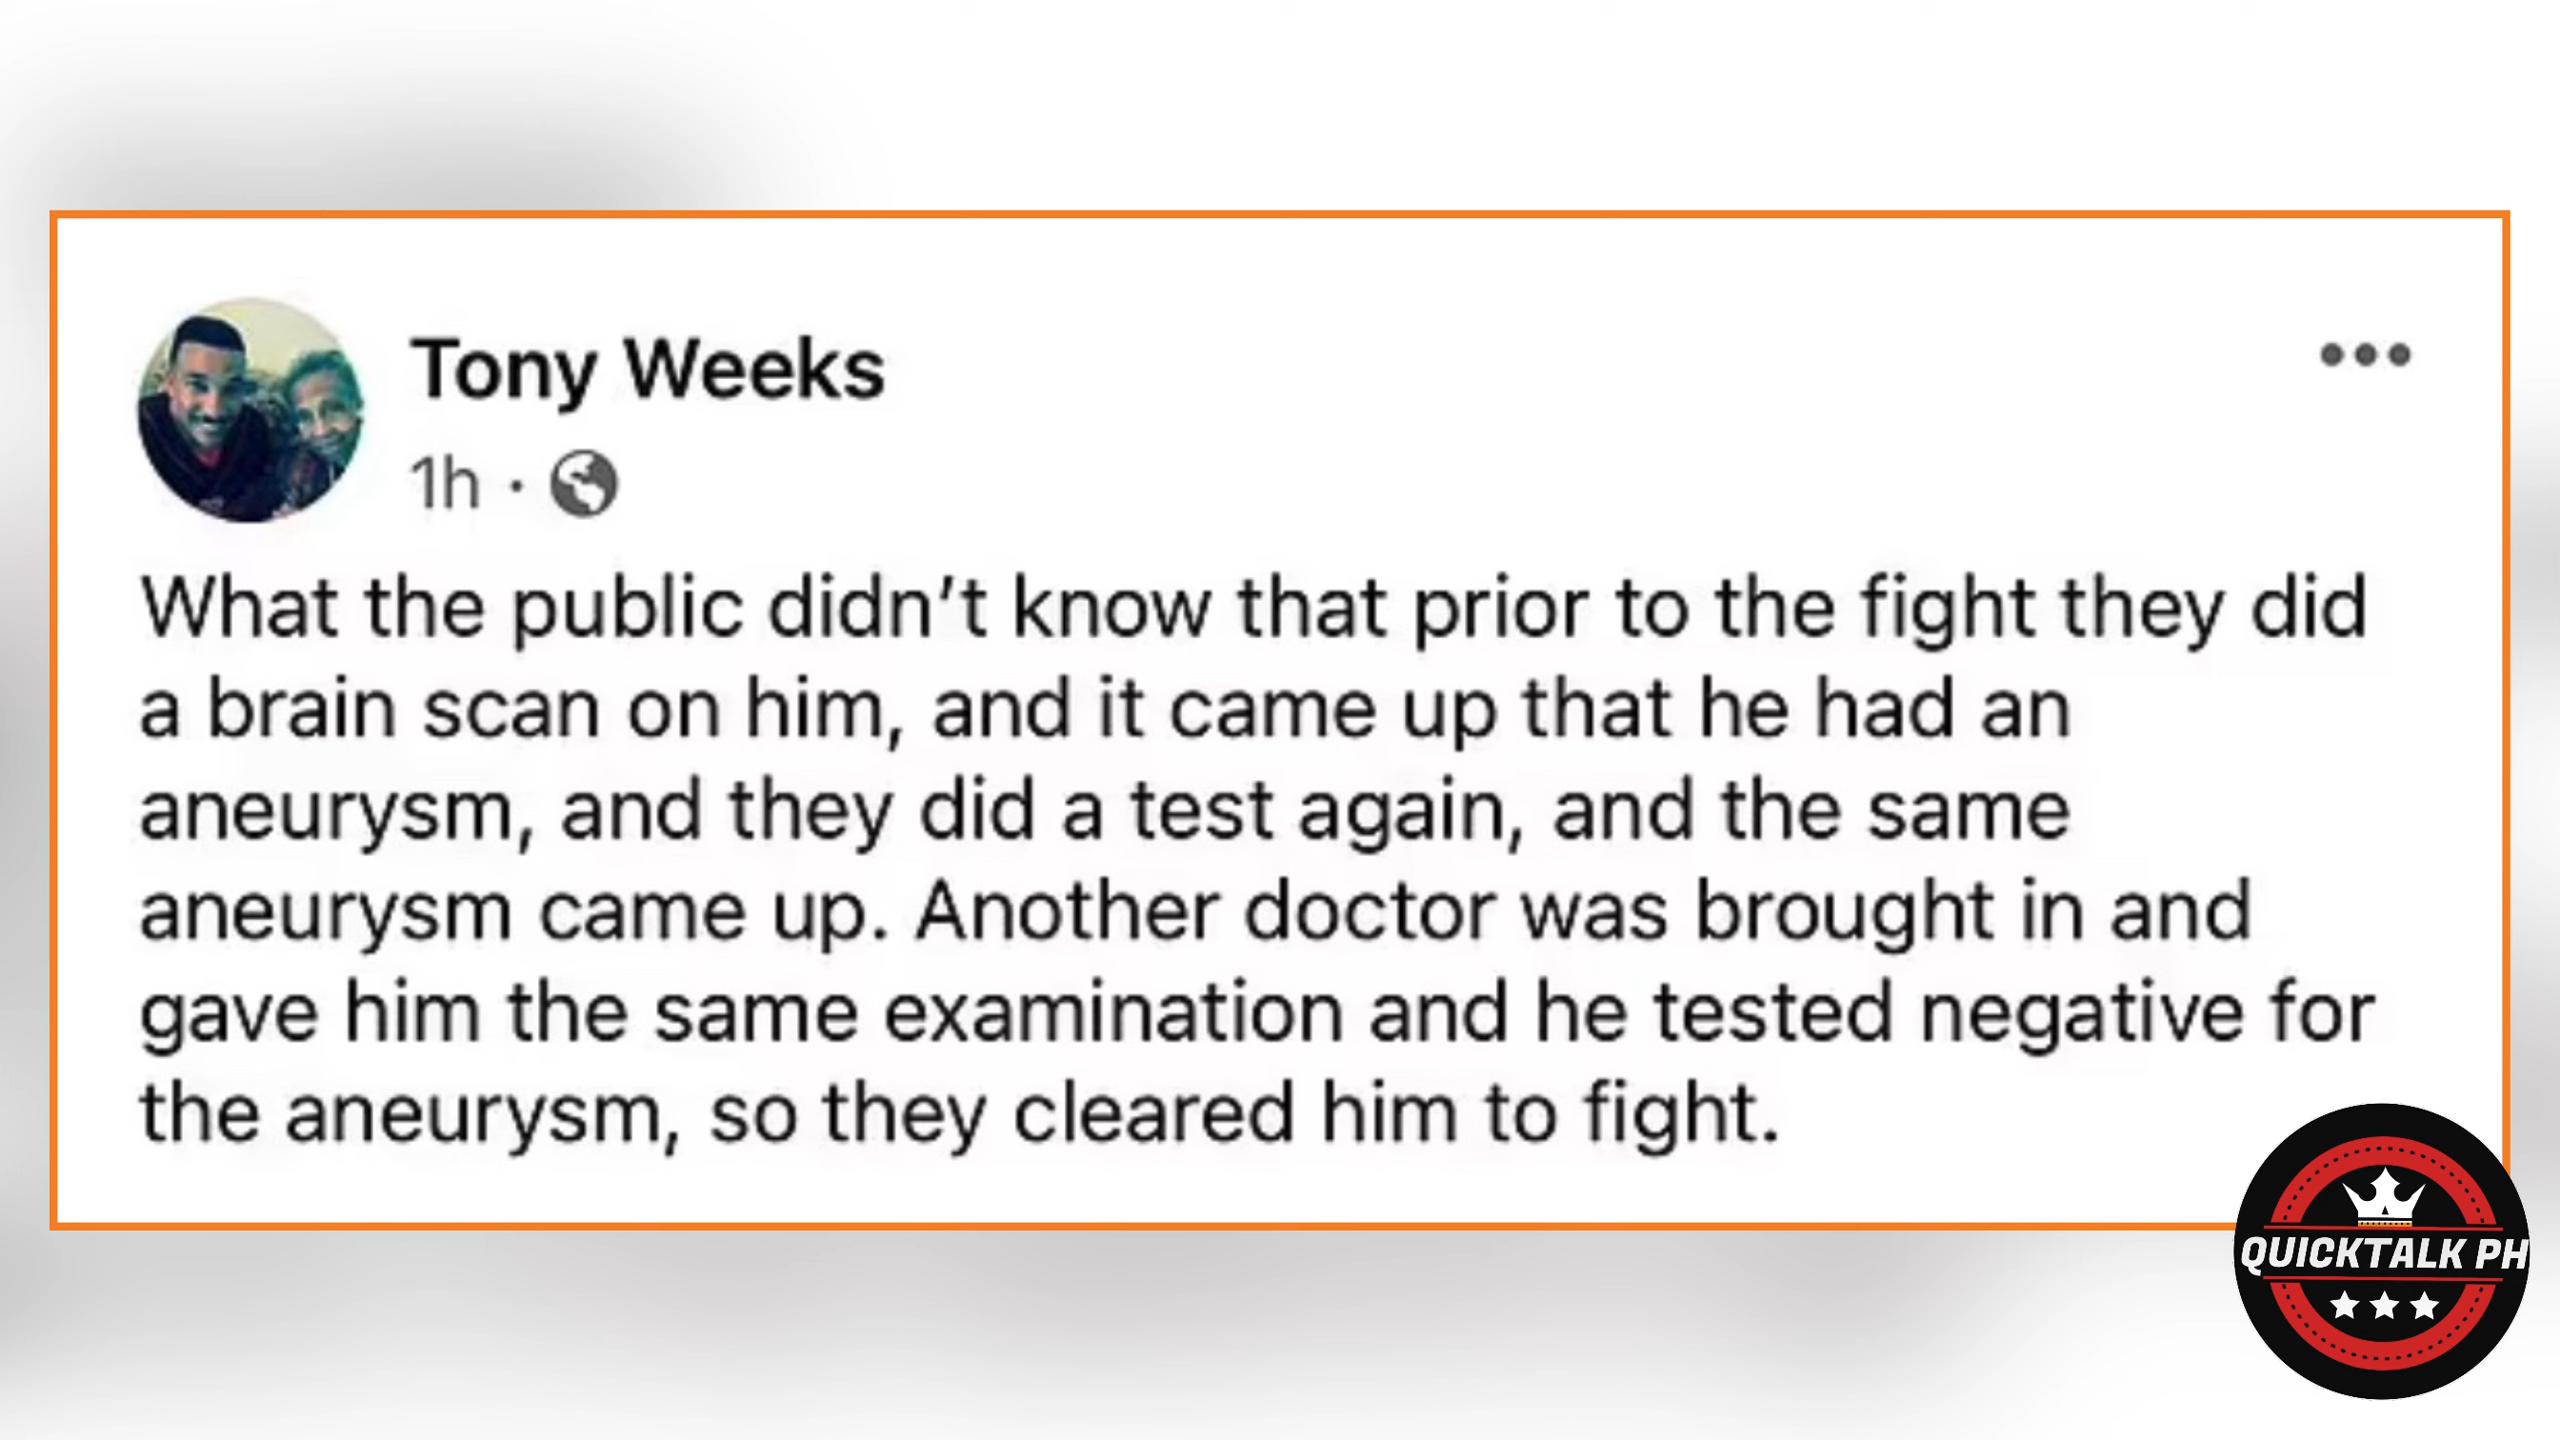 Tony Weeks
1h ·
What the public didn’t know that prior to the fight they did
a brain scan on him, and it came up that he had an
aneurysm, and they did a test again, and the same
aneurysm came up. Another doctor was brought in and
gave him the same examination and he tested negative for
the aneurysm, so they cleared him to fight.
QUICKTALK PH